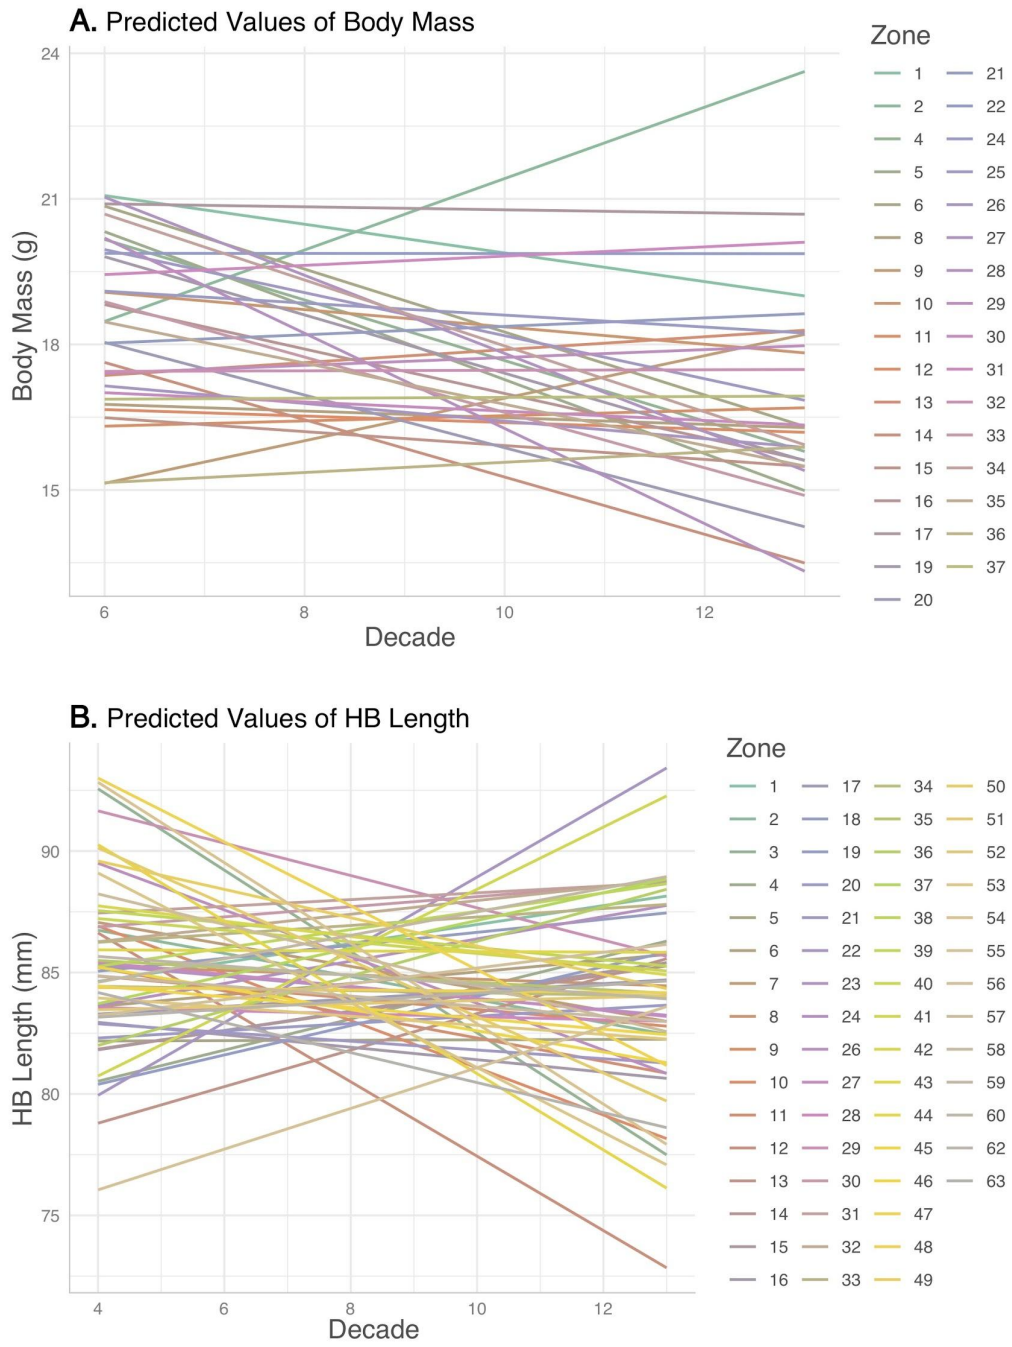 A. Predicted Values of Body Mass
Zone
24
21
18
15
Body Mass (g)
6 8 10 12
Decade
1 21
2 22
4 24
5 25
6 26
8 27
9 28
10 29
11 30
12 31
13 32
14 33
15 34
16 35
17 36
19 37
20
B. Predicted Values of HB Length
Zone
90
85
80
75
HB Length (mm)
4 6 8 10 12
Decade
1 17 34 50
2 18 35 51
3 19 36 52
4 20 37 53
5 21 38 54
6 22 39 55
7 23 40 56
8 24 41 57
9 26 42 58
10 27 43 59
11 28 44 60
12 29 45 62
13 30 46 63
14 31 47
15 32 48
16 33 49